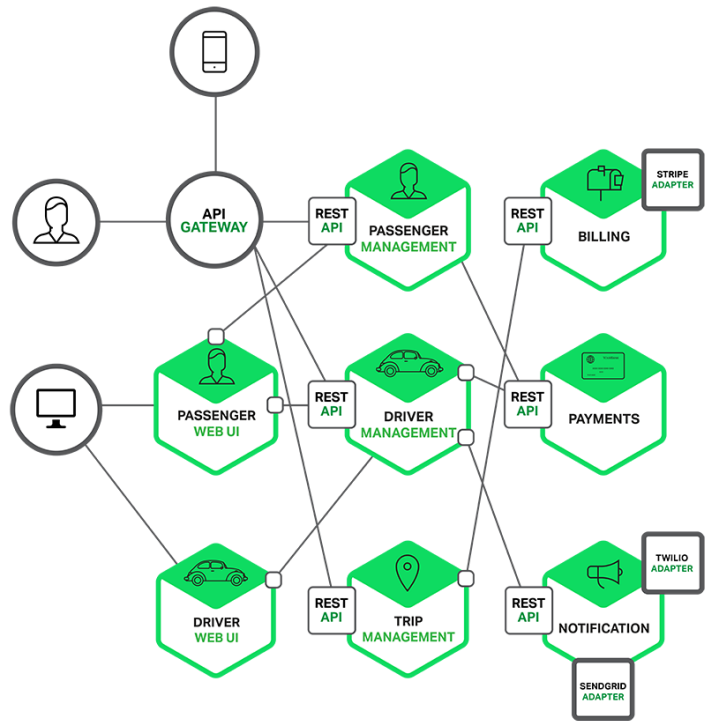 API
GATEWAY
REST
API
PASSENGER
MANAGEMENT
REST
API
BILLING
STRIPE
ADAPTER
PASSENGER
WEB UI
REST
API
DRIVER
MANAGEMENT
REST
API
PAYMENTS
DRIVER
WEB UI
REST
API
TRIP
MANAGEMENT
REST
API
NOTIFICATION
TWILIO
ADAPTER
SENDGRID
ADAPTER